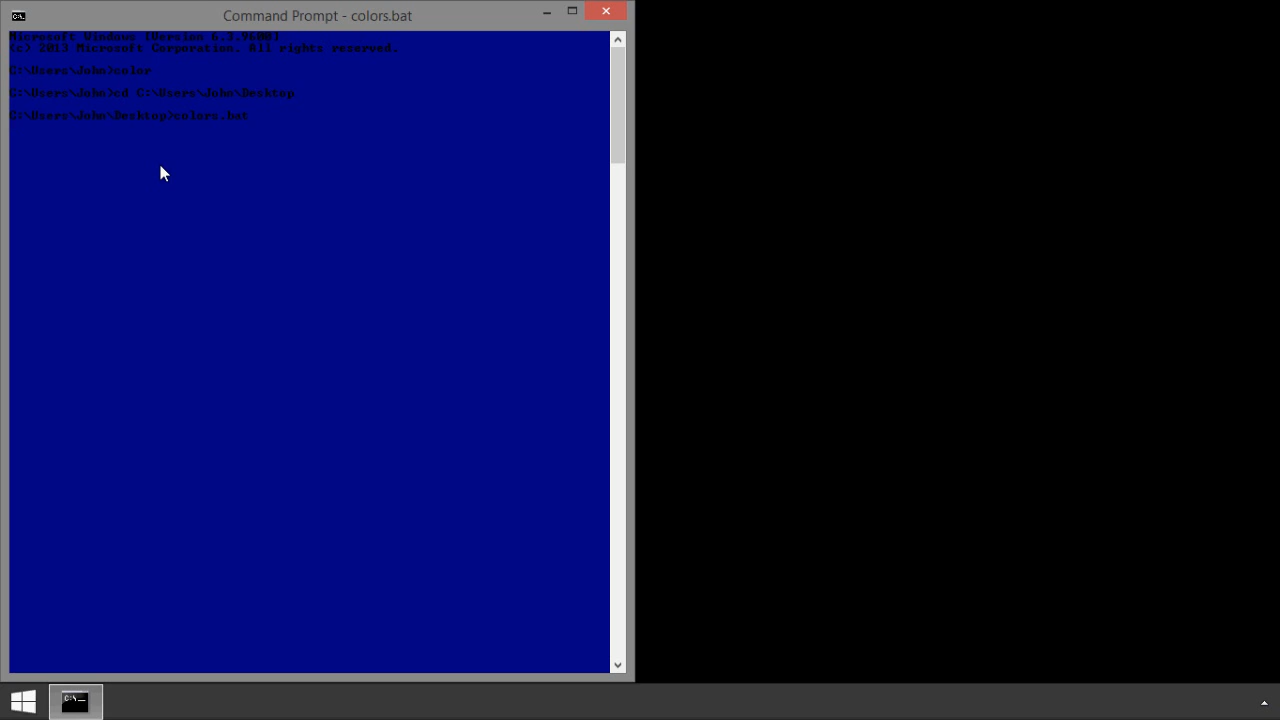 Command Prompt - colors.bat
Microsoft Windows [Version 6.3.9600]
(c) 2013 Microsoft Corporation. All rights reserved.
C:\Users\John>color
C:\Users\John>cd C:\Users\John\Desktop
C:\Users\John\Desktop>colors.bat